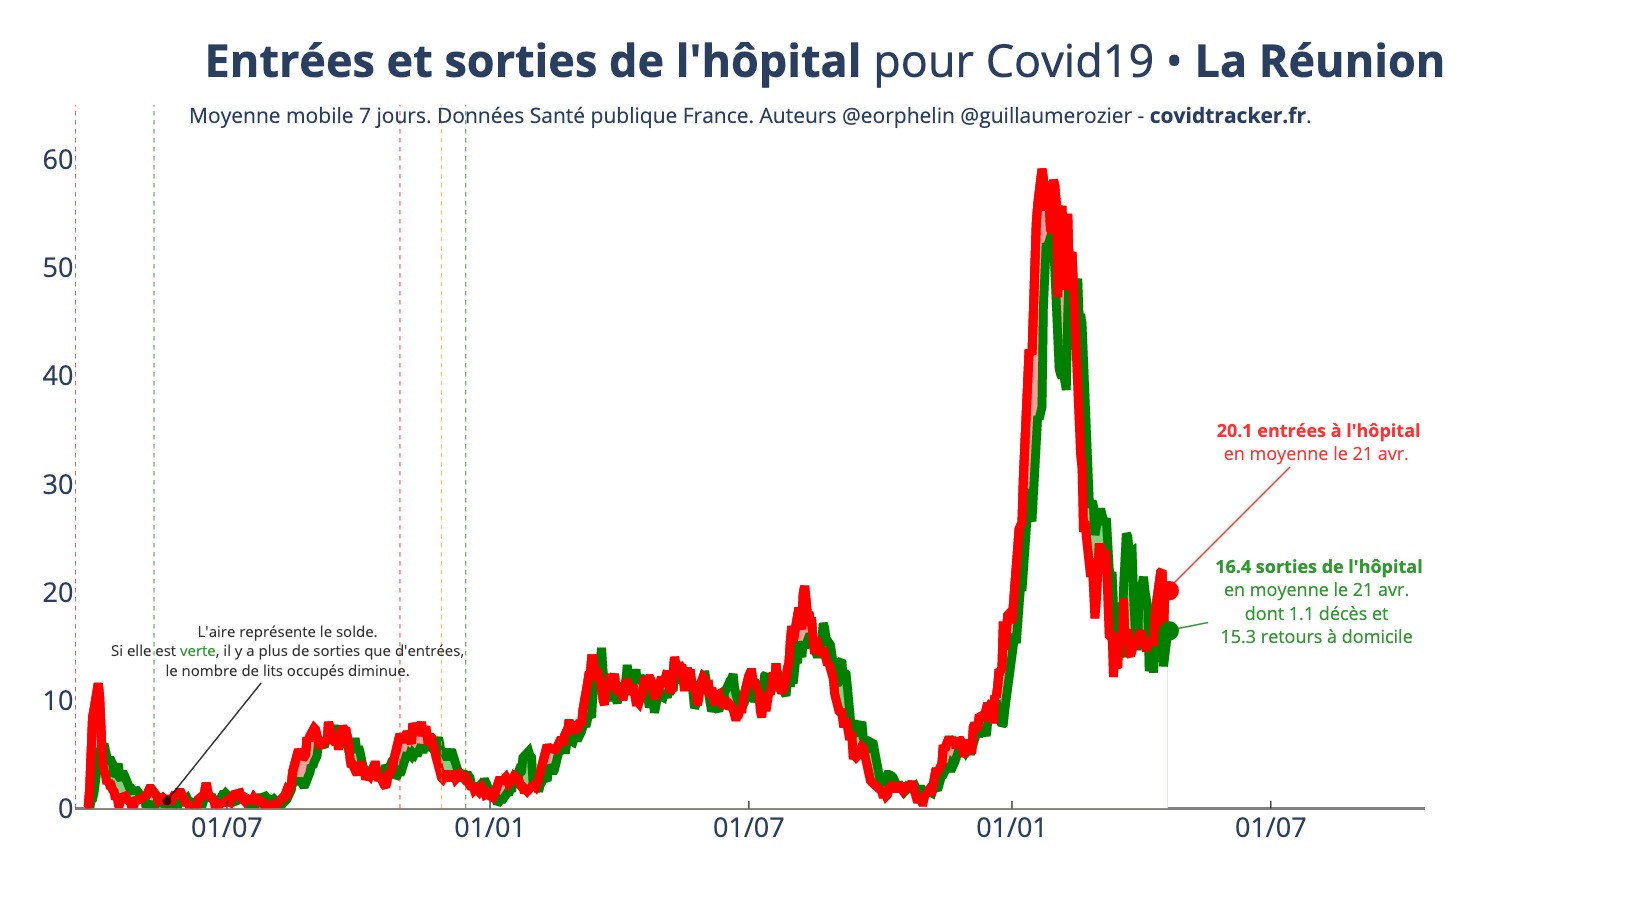 Entrées et sorties de l'hôpital pour Covid19 • La Réunion
Moyenne mobile 7 jours. Données Santé publique France. Auteurs @eorphelin @guillaumerozier - covidtracker.fr.
60
50
40
30
20
10
0
20.1 entrées à l'hôpital
en moyenne le 21 avr.
16.4 sorties de l'hôpital
en moyenne le 21 avr.
dont 1.1 décès et
15.3 retours à domicile
L'aire représente le solde.
Si elle est verte, il y a plus de sorties que d'entrées,
le nombre de lits occupés diminue.
01/07
01/01
01/07
01/01
01/07